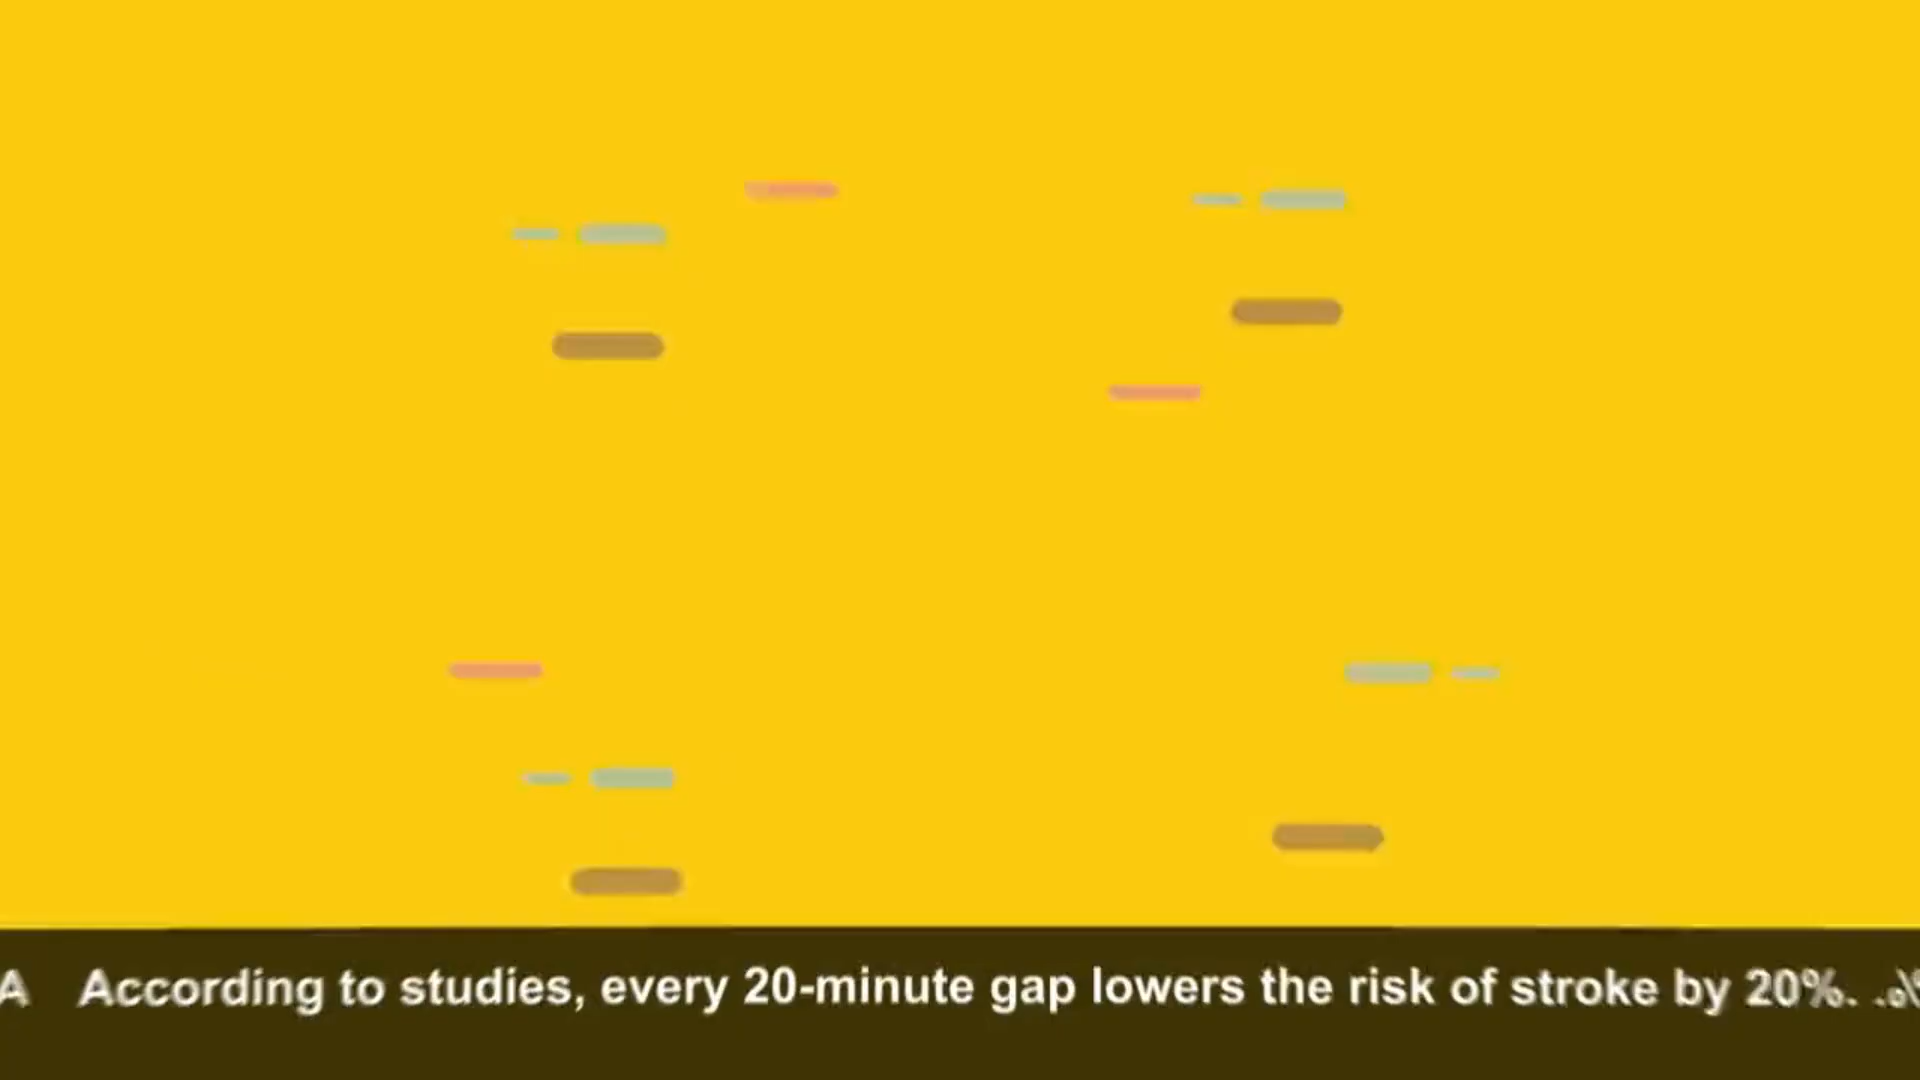 According to studies, every 20-minute gap lowers the risk of stroke by 20%.